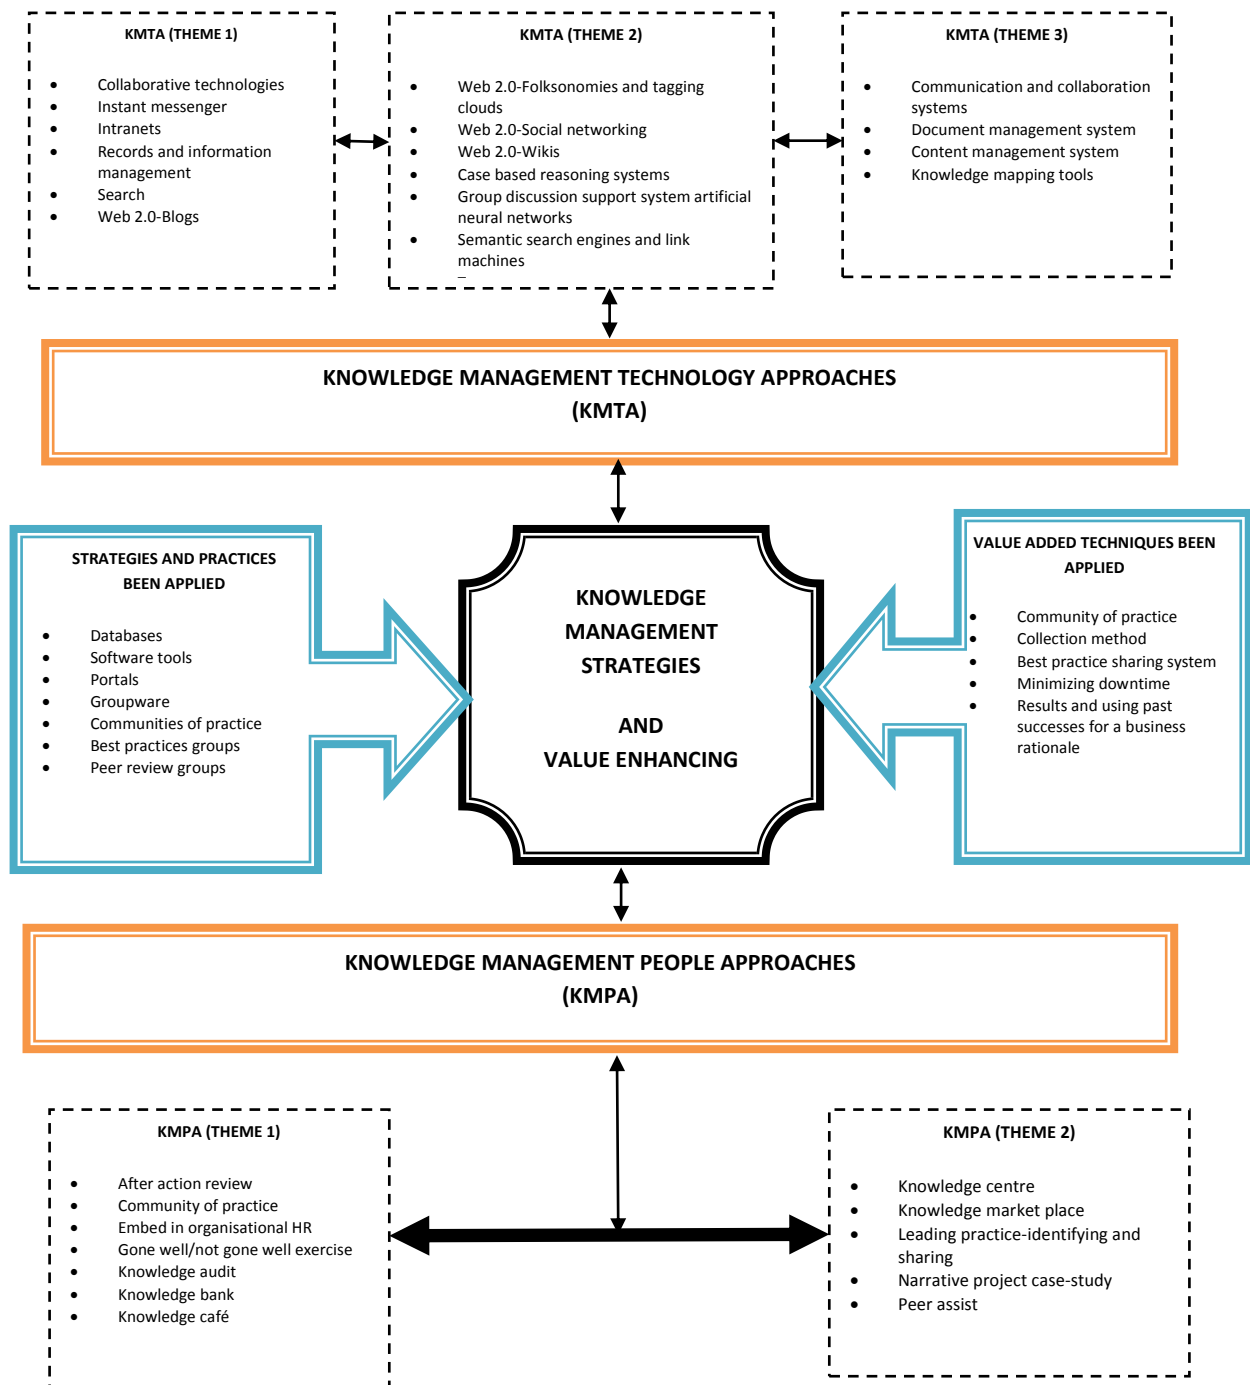 KMTA (THEME 1)
• Collaborative technologies
• Instant messenger
• Intranets
• Records and information
management
• Search
• Web 2.0-Blogs
KMTA (THEME 2)
• Web 2.0-Folksonomies and tagging
clouds
• Web 2.0-Social networking
• Web 2.0-Wikis
• Case based reasoning systems
• Group discussion support system artificial
neural networks
• Semantic search engines and link
machines
KMTA (THEME 3)
• Communication and collaboration
systems
• Document management system
• Content management system
• Knowledge mapping tools
KNOWLEDGE MANAGEMENT TECHNOLOGY APPROACHES
(KMTA)
STRATEGIES AND PRACTICES
BEEN APPLIED
• Databases
• Software tools
• Portals
• Groupware
• Communities of practice
• Best practices groups
• Peer review groups
KNOWLEDGE
MANAGEMENT
STRATEGIES
AND
VALUE ENHANCING
VALUE ADDED TECHNIQUES BEEN
APPLIED
• Community of practice
• Collection method
• Best practice sharing system
• Minimizing downtime
• Results and using past
successes for a business
rationale
KNOWLEDGE MANAGEMENT PEOPLE APPROACHES
(KMPA)
KMPA (THEME 1)
• After action review
• Community of practice
• Embed in organisational HR
• Gone well/not gone well exercise
• Knowledge audit
• Knowledge bank
• Knowledge café
KMPA (THEME 2)
• Knowledge centre
• Knowledge market place
• Leading practice-identifying and
sharing
• Narrative project case-study
• Peer assist